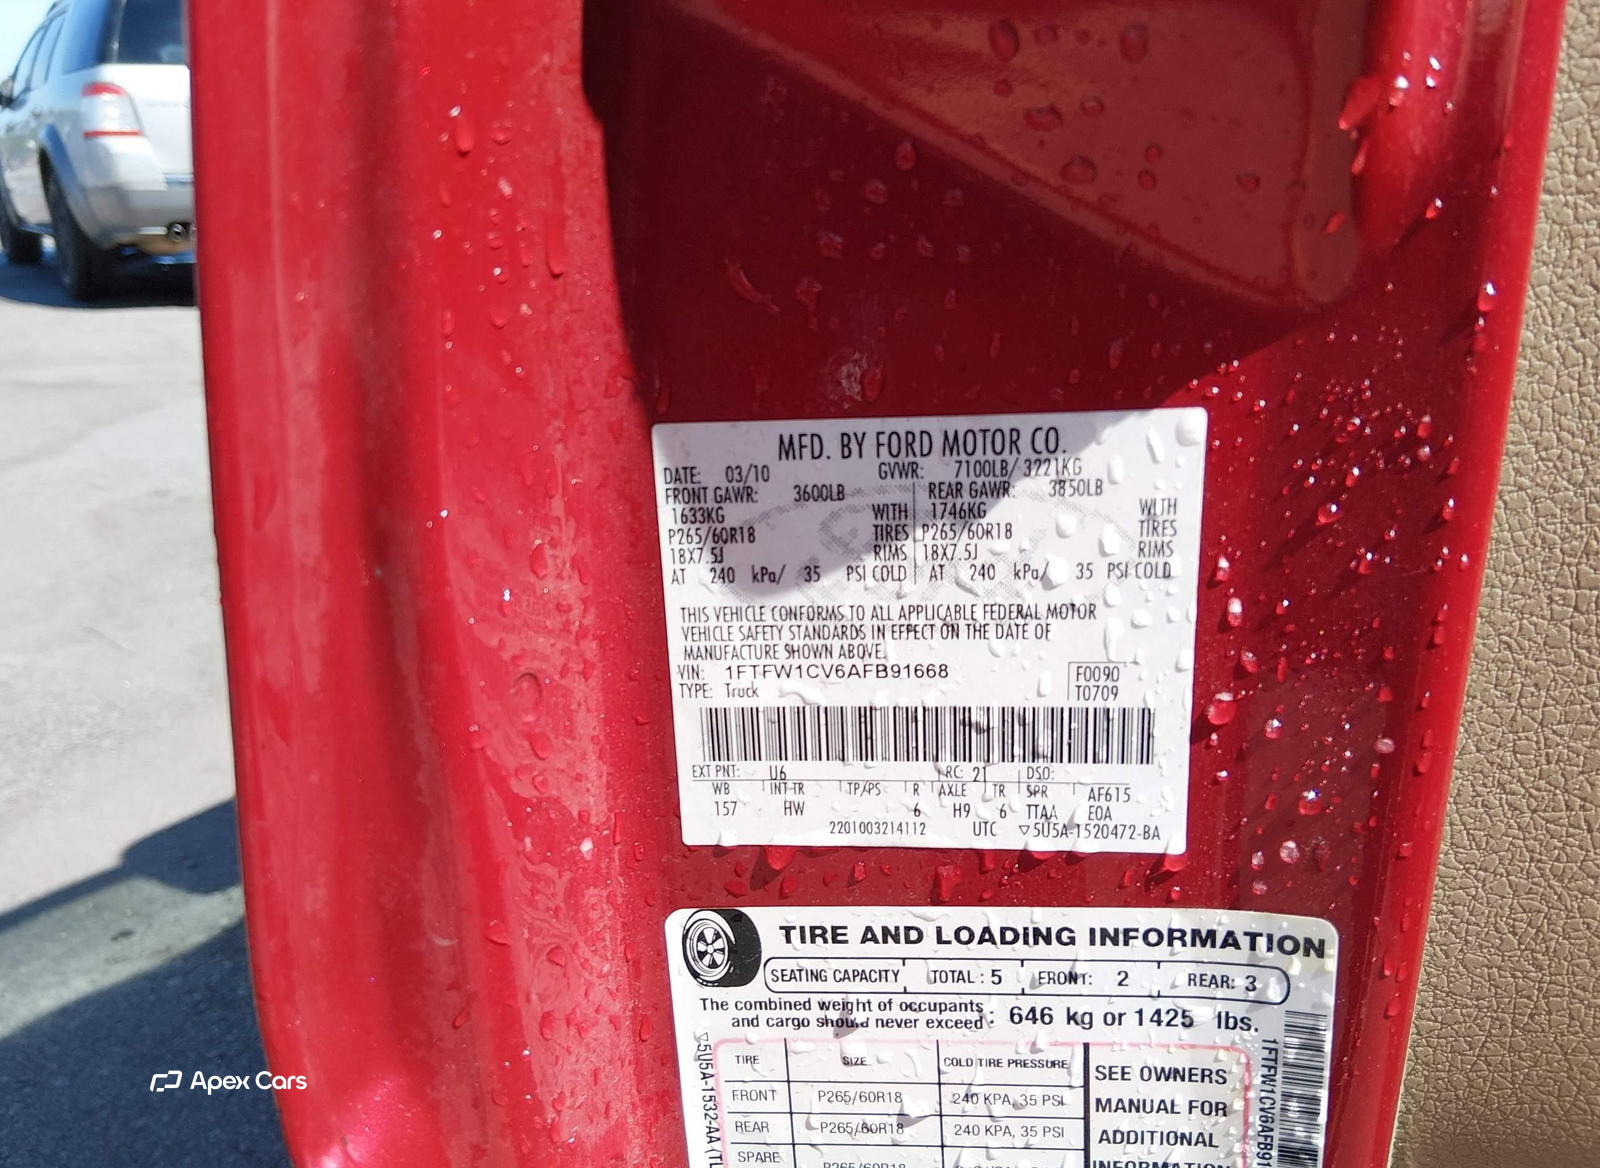 MFD. BY FORD MOTOR CO.
DATE: 03/10 GVWR: 7100LB/ 3221KG
FRONT GAWR: 3600LB REAR GAWR: 3850LB
1633KG WITH 1746KG WITH
P265/60R18 TIRES P265/60R18 TIRES
18X7.5J RIMS 18X7.5J RIMS
AT 240 kPa/ 35 PSI COLD AT 240 kPa/ 35 PSI COLD
THIS VEHICLE CONFORMS TO ALL APPLICABLE FEDERAL MOTOR
VEHICLE SAFETY STANDARDS IN EFFECT ON THE DATE OF
MANUFACTURE SHOWN ABOVE.
VIN: 1FTFW1CV6AFB91668 F0090
TYPE: Truck T0709
EXT PNT: U6 RC: 21 DSO:
WB INT TR TP/PS R AXLE TR SPR AF615
157 HW 6 H9 6 TTAA E0A
2201003214112 UTC ▽5U5A-1520472-BA
TIRE AND LOADING INFORMATION
SEATING CAPACITY TOTAL: 5 FRONT: 2 REAR: 3
The combined weight of occupants
and cargo should never exceed : 646 kg or 1425 lbs.
TIRE SIZE COLD TIRE PRESSURE
FRONT P265/60R18 240 KPA, 35 PSI
REAR P265/60R18 240 KPA, 35 PSI
SPARE P265/60R18
SEE OWNERS
MANUAL FOR
ADDITIONAL
INFORMATION
▽5U5A-1532-AA
1FTFW1CV6AFB91
Apex Cars